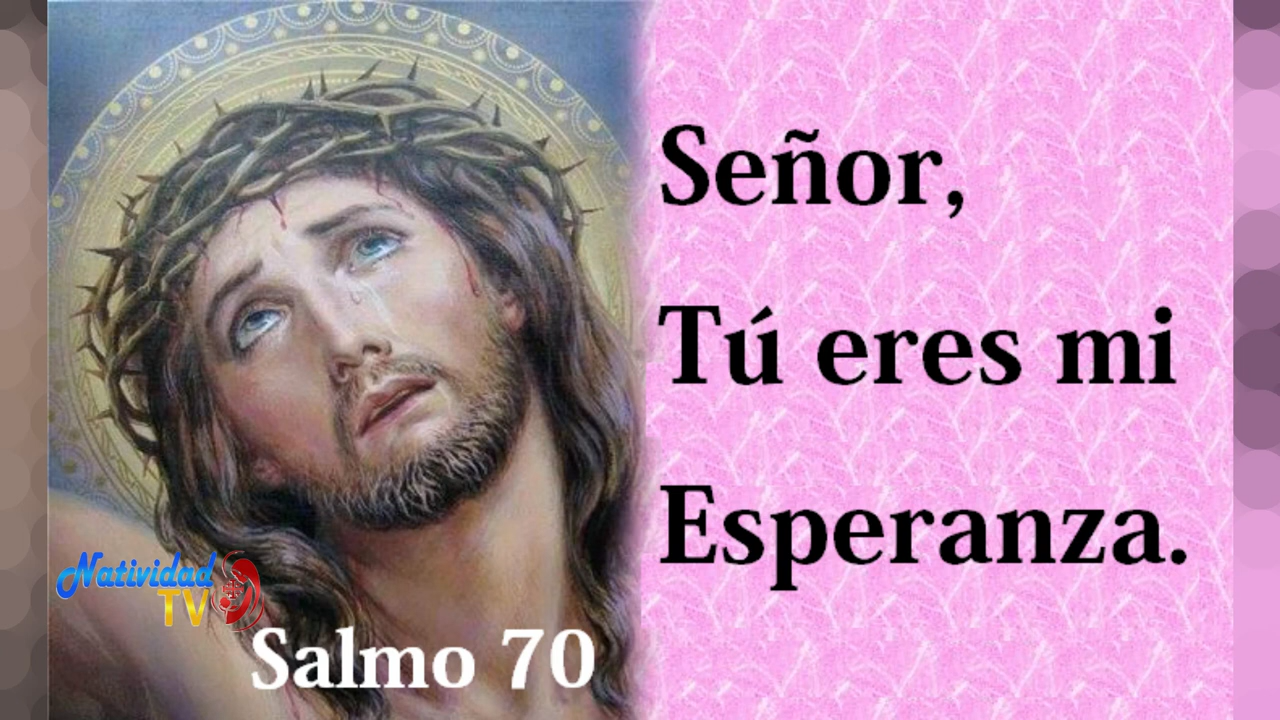 Señor,
Tú eres mi
Esperanza.
Natividad
TV
Salmo 70